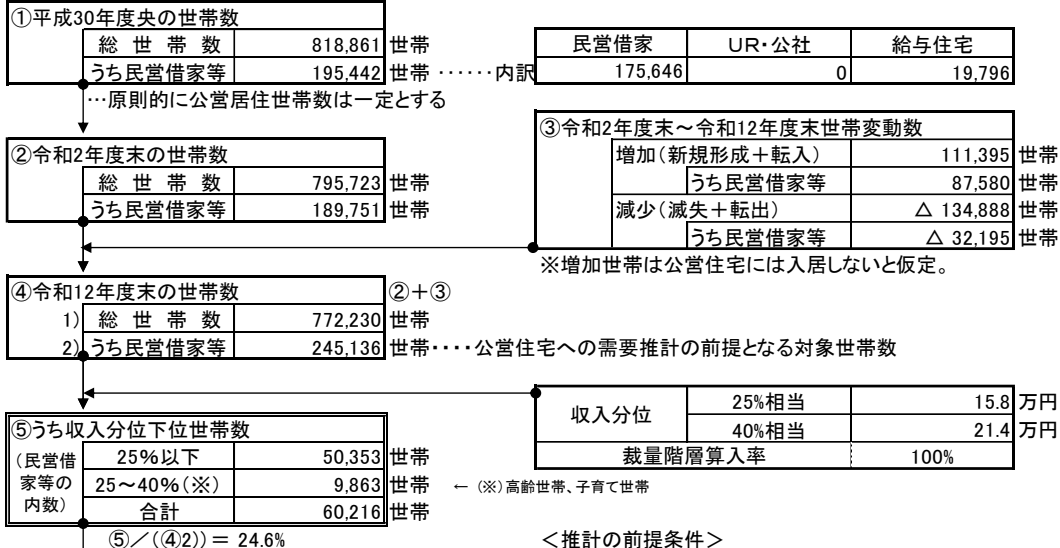 ①平成30年度央の世帯数
総 世 帯 数 818,861 世帯
うち民営借家等 195,442 世帯 ‥‥‥内訳
民営借家 UR・公社 給与住宅
175,646 0 19,796
…原則的に公営居住世帯数は一定とする
②令和2年度末の世帯数
総 世 帯 数 795,723 世帯
うち民営借家等 189,751 世帯
③令和2年度末～令和12年度末世帯変動数
増加(新規形成＋転入) 111,395 世帯
うち民営借家等 87,580 世帯
減少(滅失＋転出) △ 134,888 世帯
うち民営借家等 △ 32,195 世帯
※増加世帯は公営住宅には入居しないと仮定。
④令和12年度末の世帯数 ②＋③
1) 総 世 帯 数 772,230 世帯
2) うち民営借家等 245,136 世帯・・・・公営住宅への需要推計の前提となる対象世帯数
収入分位 25%相当 15.8 万円
40%相当 21.4 万円
裁量階層算入率 100%
⑤うち収入分位下位世帯数
(民営借家等の内数) 25%以下 50,353 世帯
25～40%(※) 9,863 世帯 ← (※)高齢世帯、子育て世帯
合計 60,216 世帯
⑤／(④2))＝ 24.6%
＜推計の前提条件＞